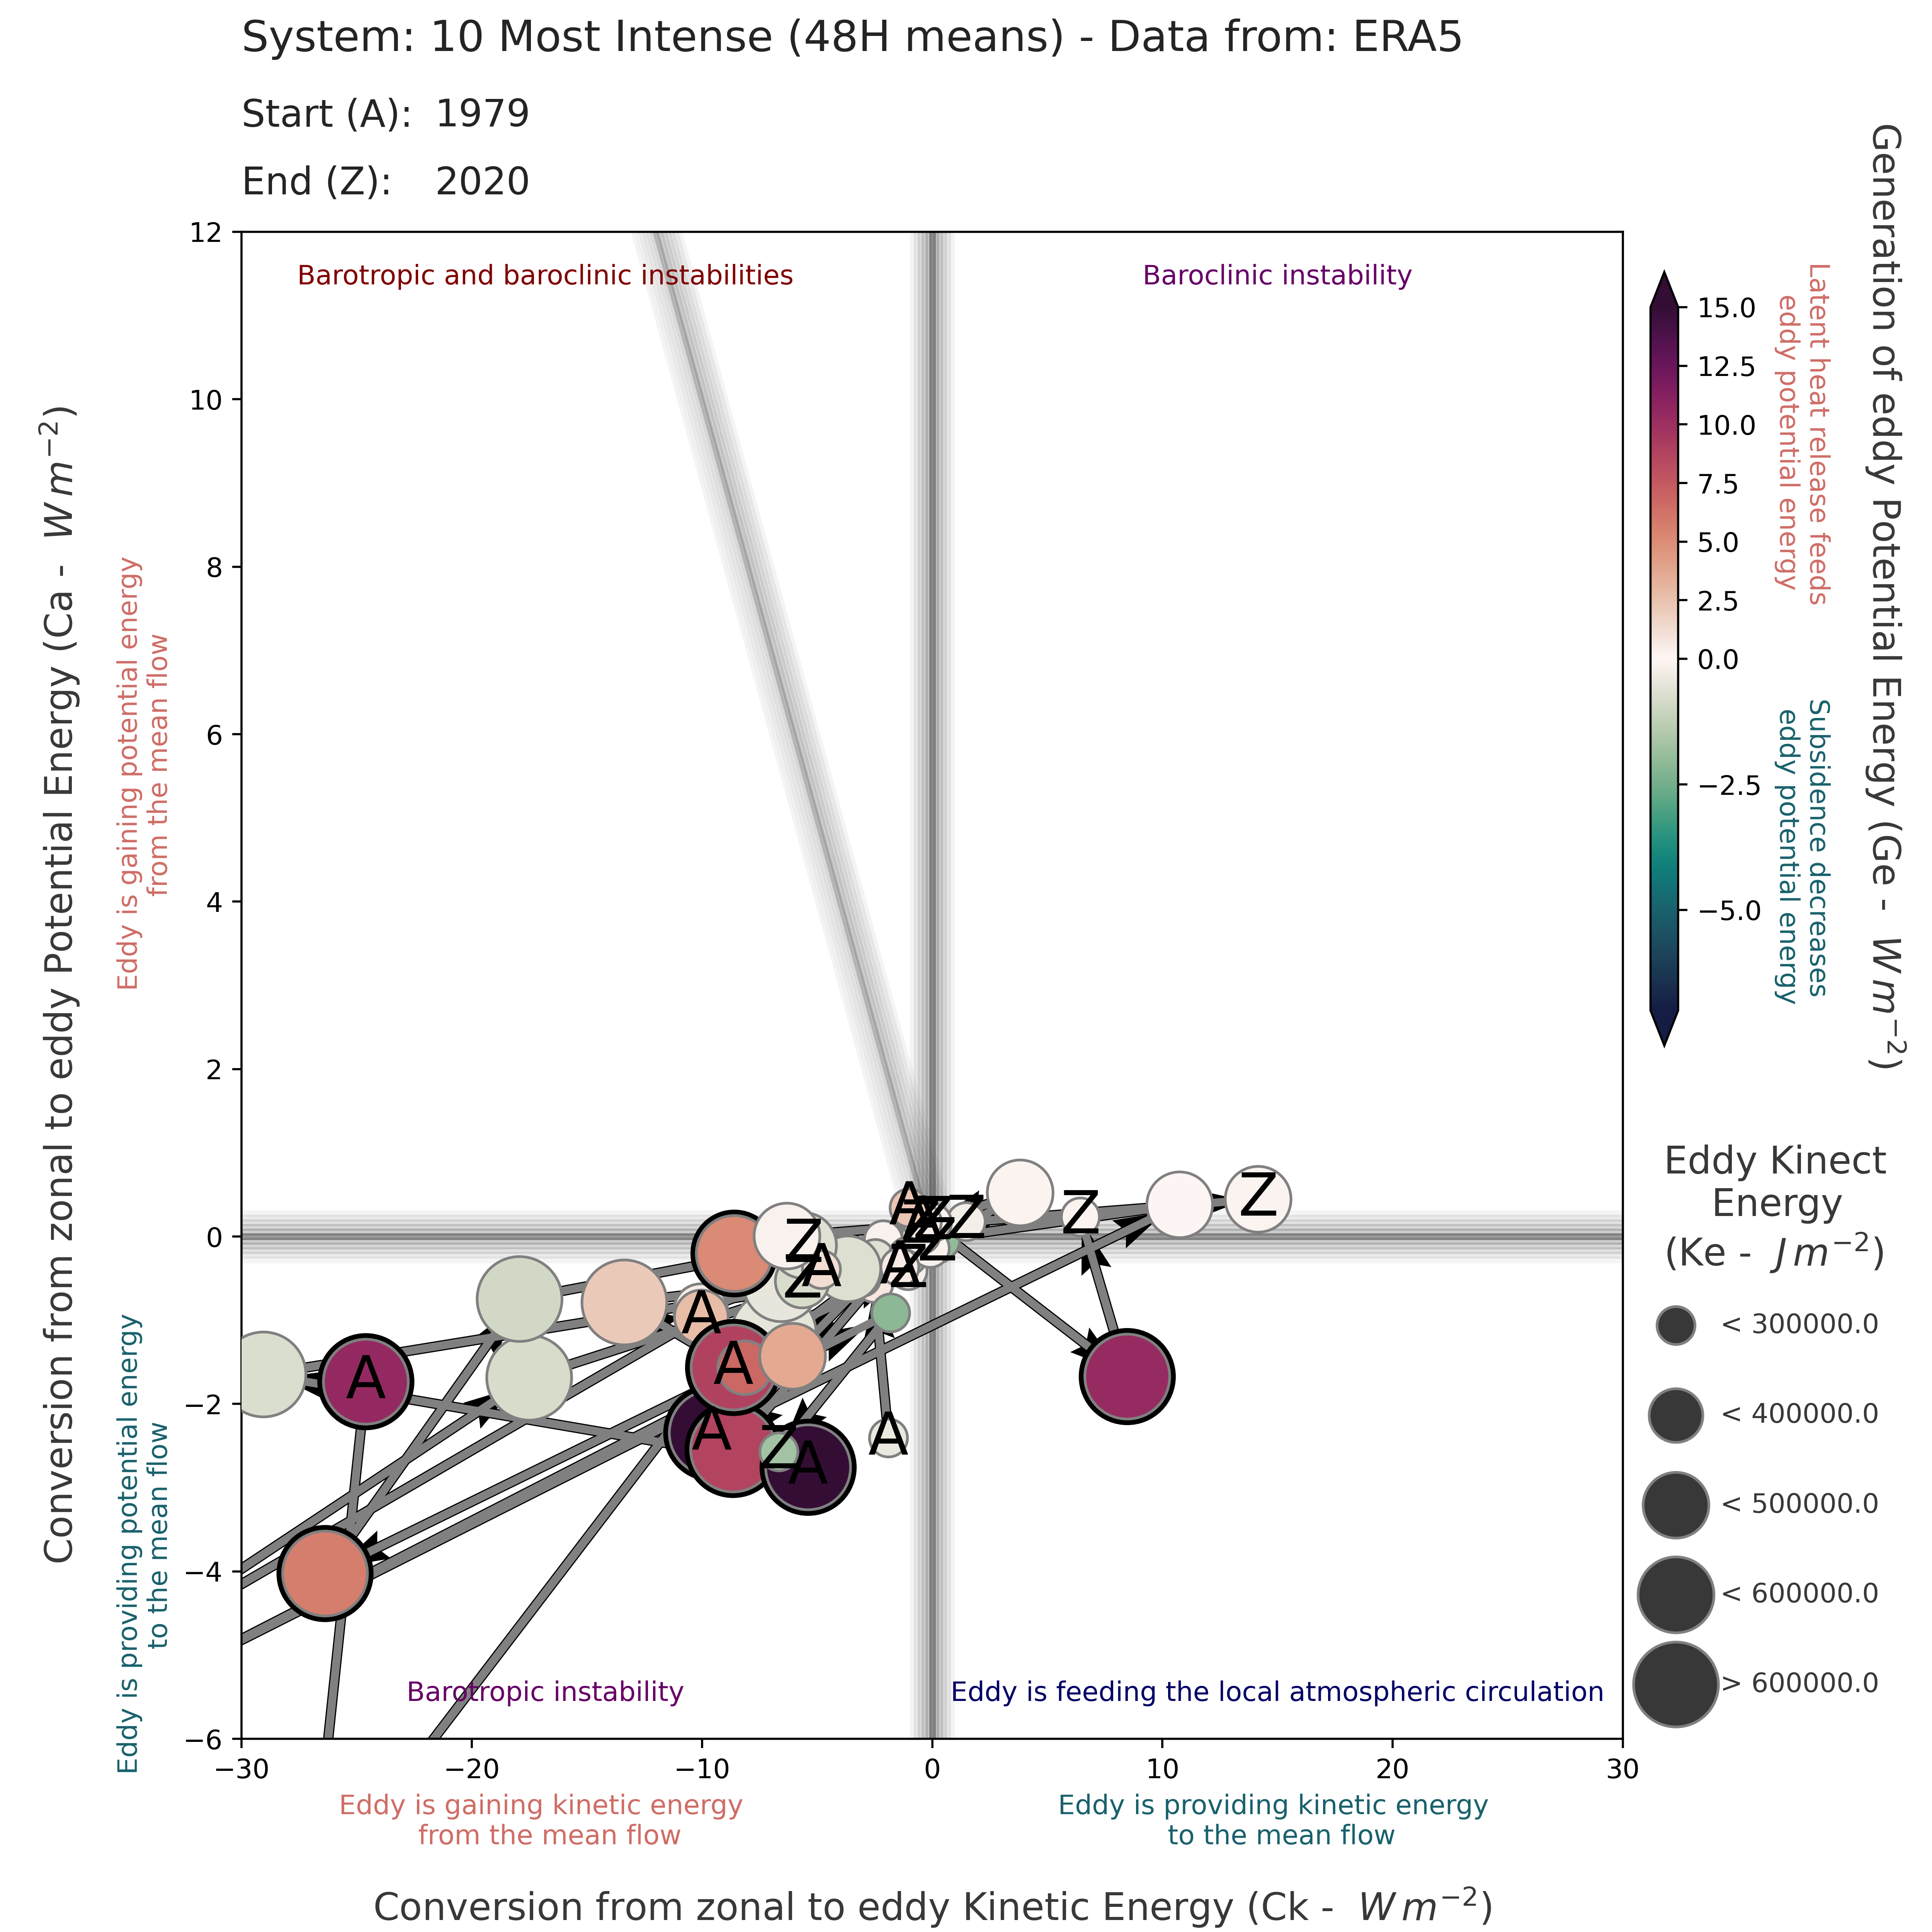 System: 10 Most Intense (48H means) - Data from: ERA5
Start (A): 1979
End (Z): 2020
Barotropic and baroclinic instabilities
Baroclinic instability
12
10
8
6
4
2
0
−2
−4
−6
Conversion from zonal to eddy Potential Energy (Ca - W m−2)
Eddy is gaining potential energy
from the mean flow
Eddy is providing potential energy
to the mean flow
A
Z
A
A
Z
Z
Z
Z
Z
A
A
Z
Z
A
A
A
A
Z
A
A
Barotropic instability
Eddy is feeding the local atmospheric circulation
−30
−20
−10
0
10
20
30
Eddy is gaining kinetic energy
from the mean flow
Eddy is providing kinetic energy
to the mean flow
Conversion from zonal to eddy Kinetic Energy (Ck - W m−2)
15.0
12.5
10.0
7.5
5.0
2.5
0.0
−2.5
−5.0
Latent heat release feeds
eddy potential energy
Subsidence decreases
eddy potential energy
Generation of eddy Potential Energy (Ge - W m−2)
Eddy Kinect
Energy
(Ke - J m−2)
< 300000.0
< 400000.0
< 500000.0
< 600000.0
> 600000.0